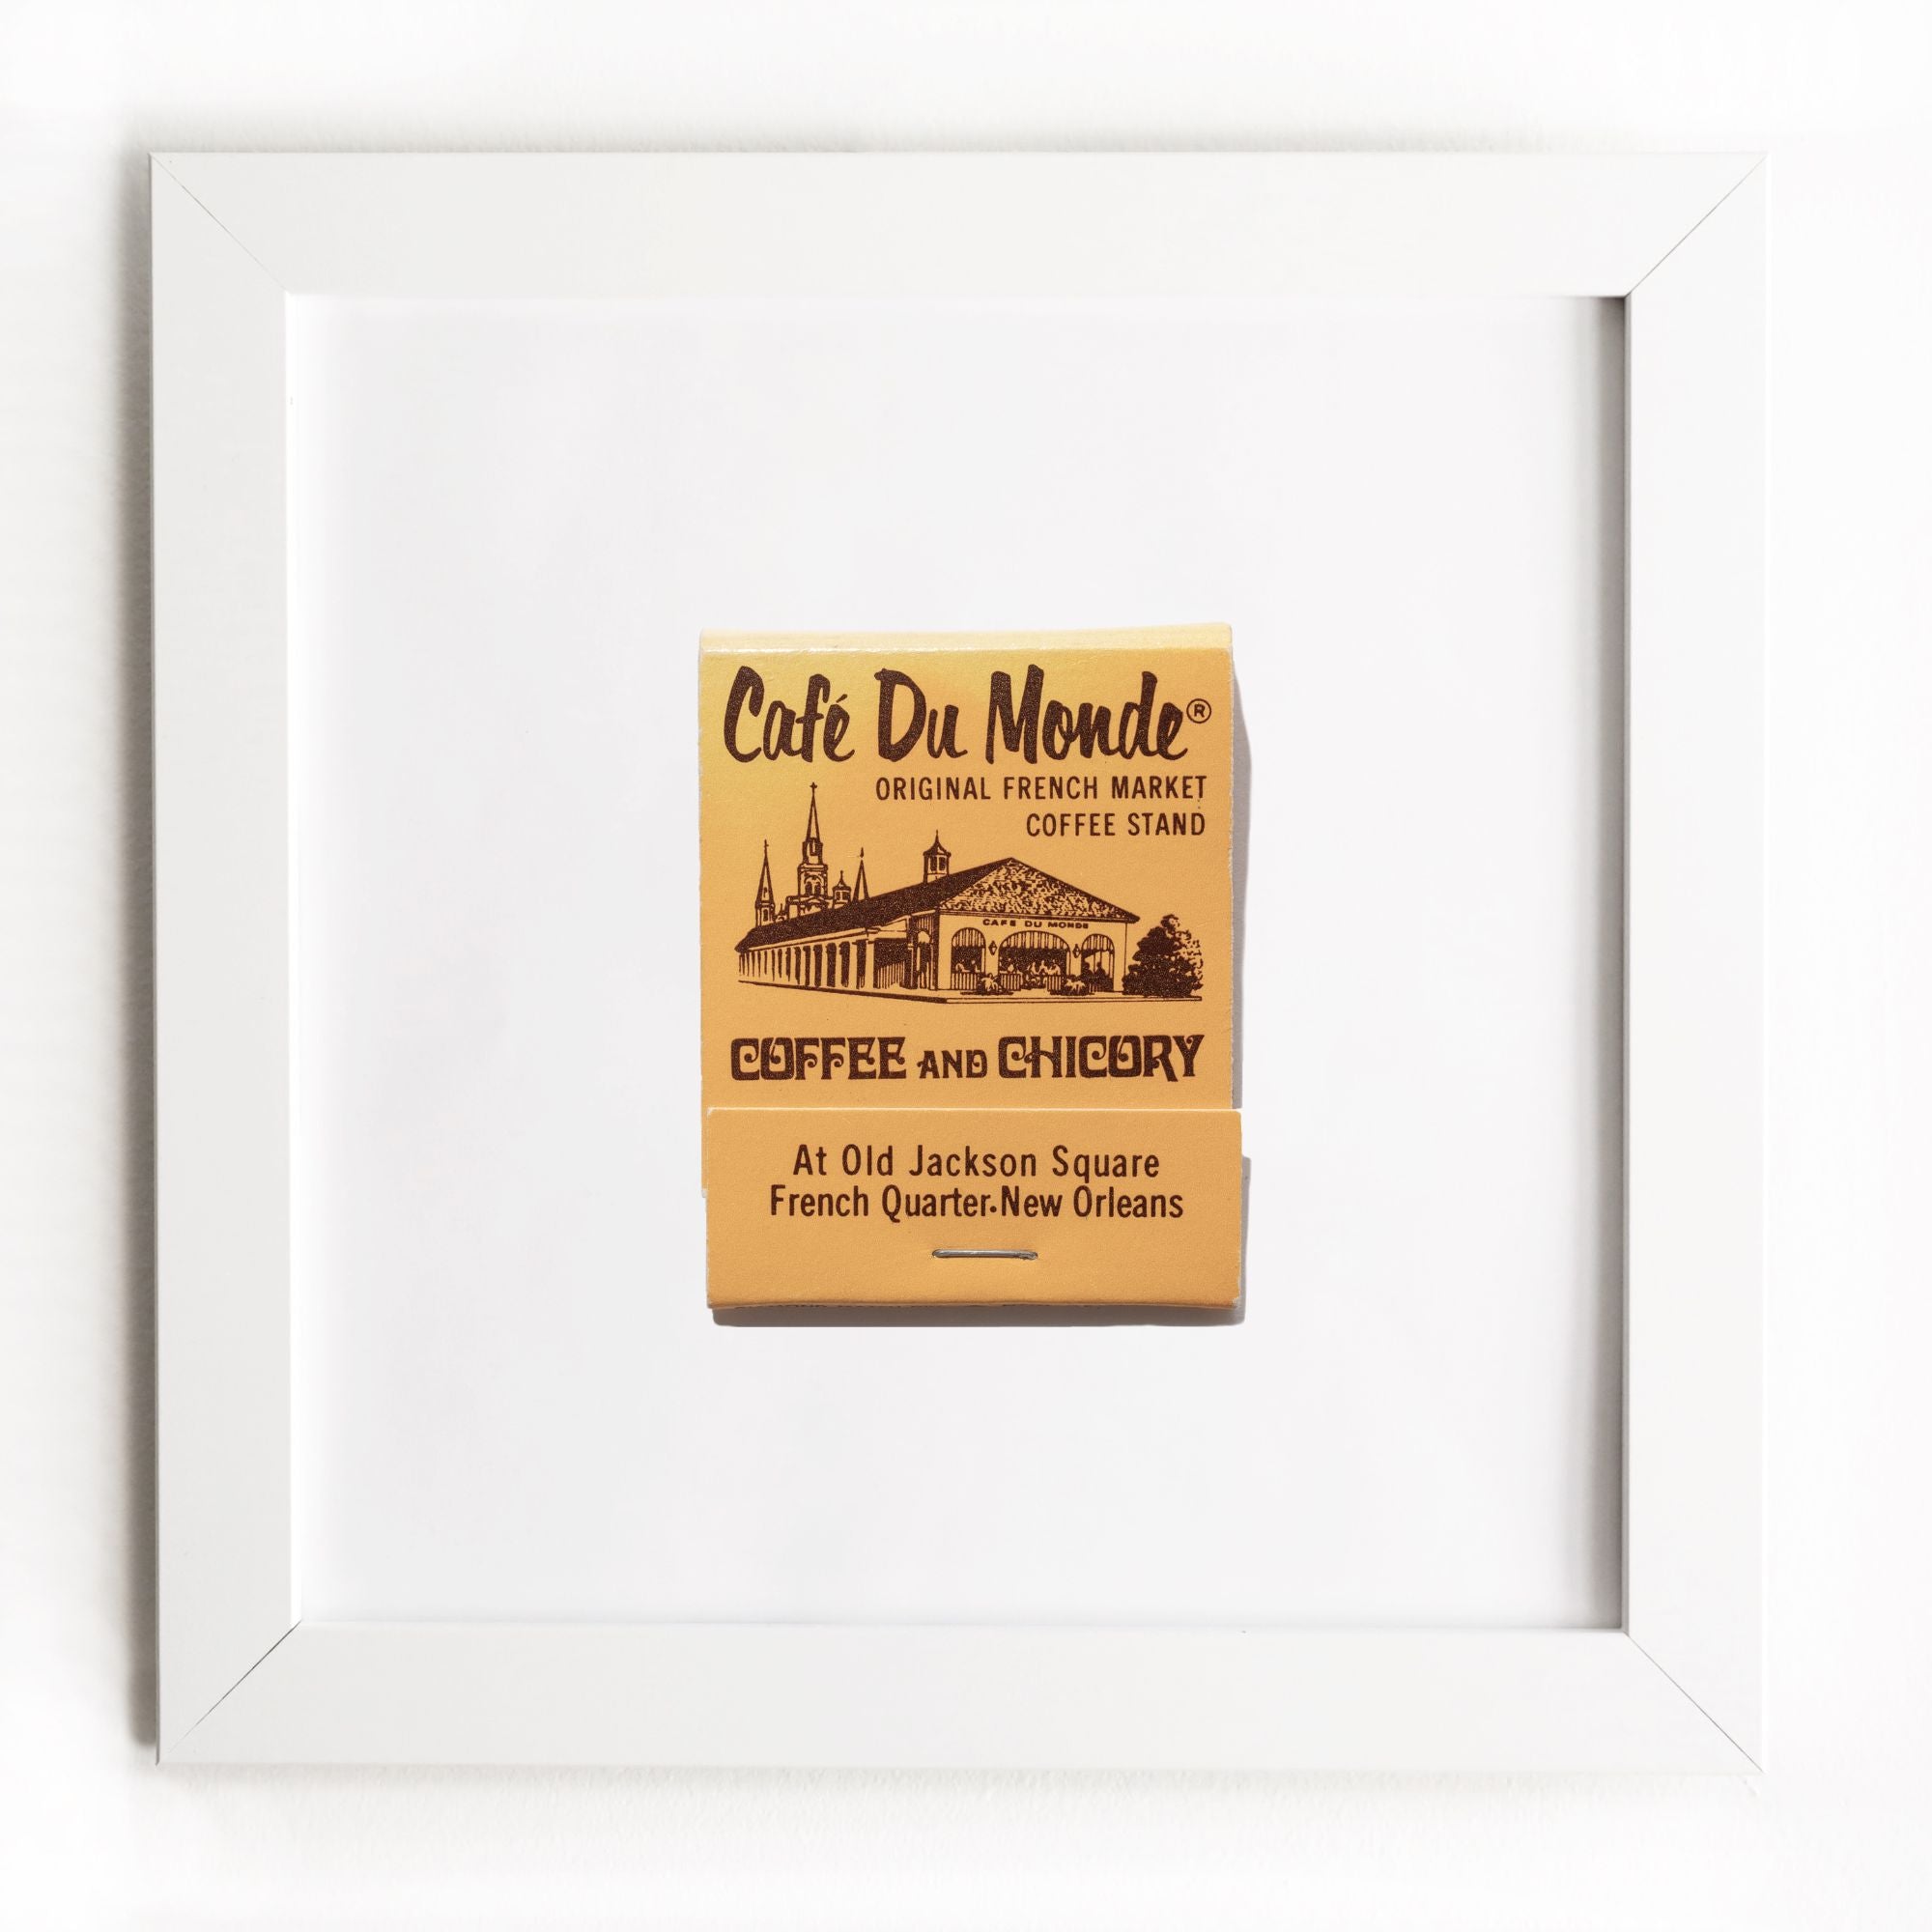 Café Du Monde®
ORIGINAL FRENCH MARKET
COFFEE STAND
CAFE DU MONDE
COFFEE AND CHICORY
At Old Jackson Square
French Quarter•New Orleans